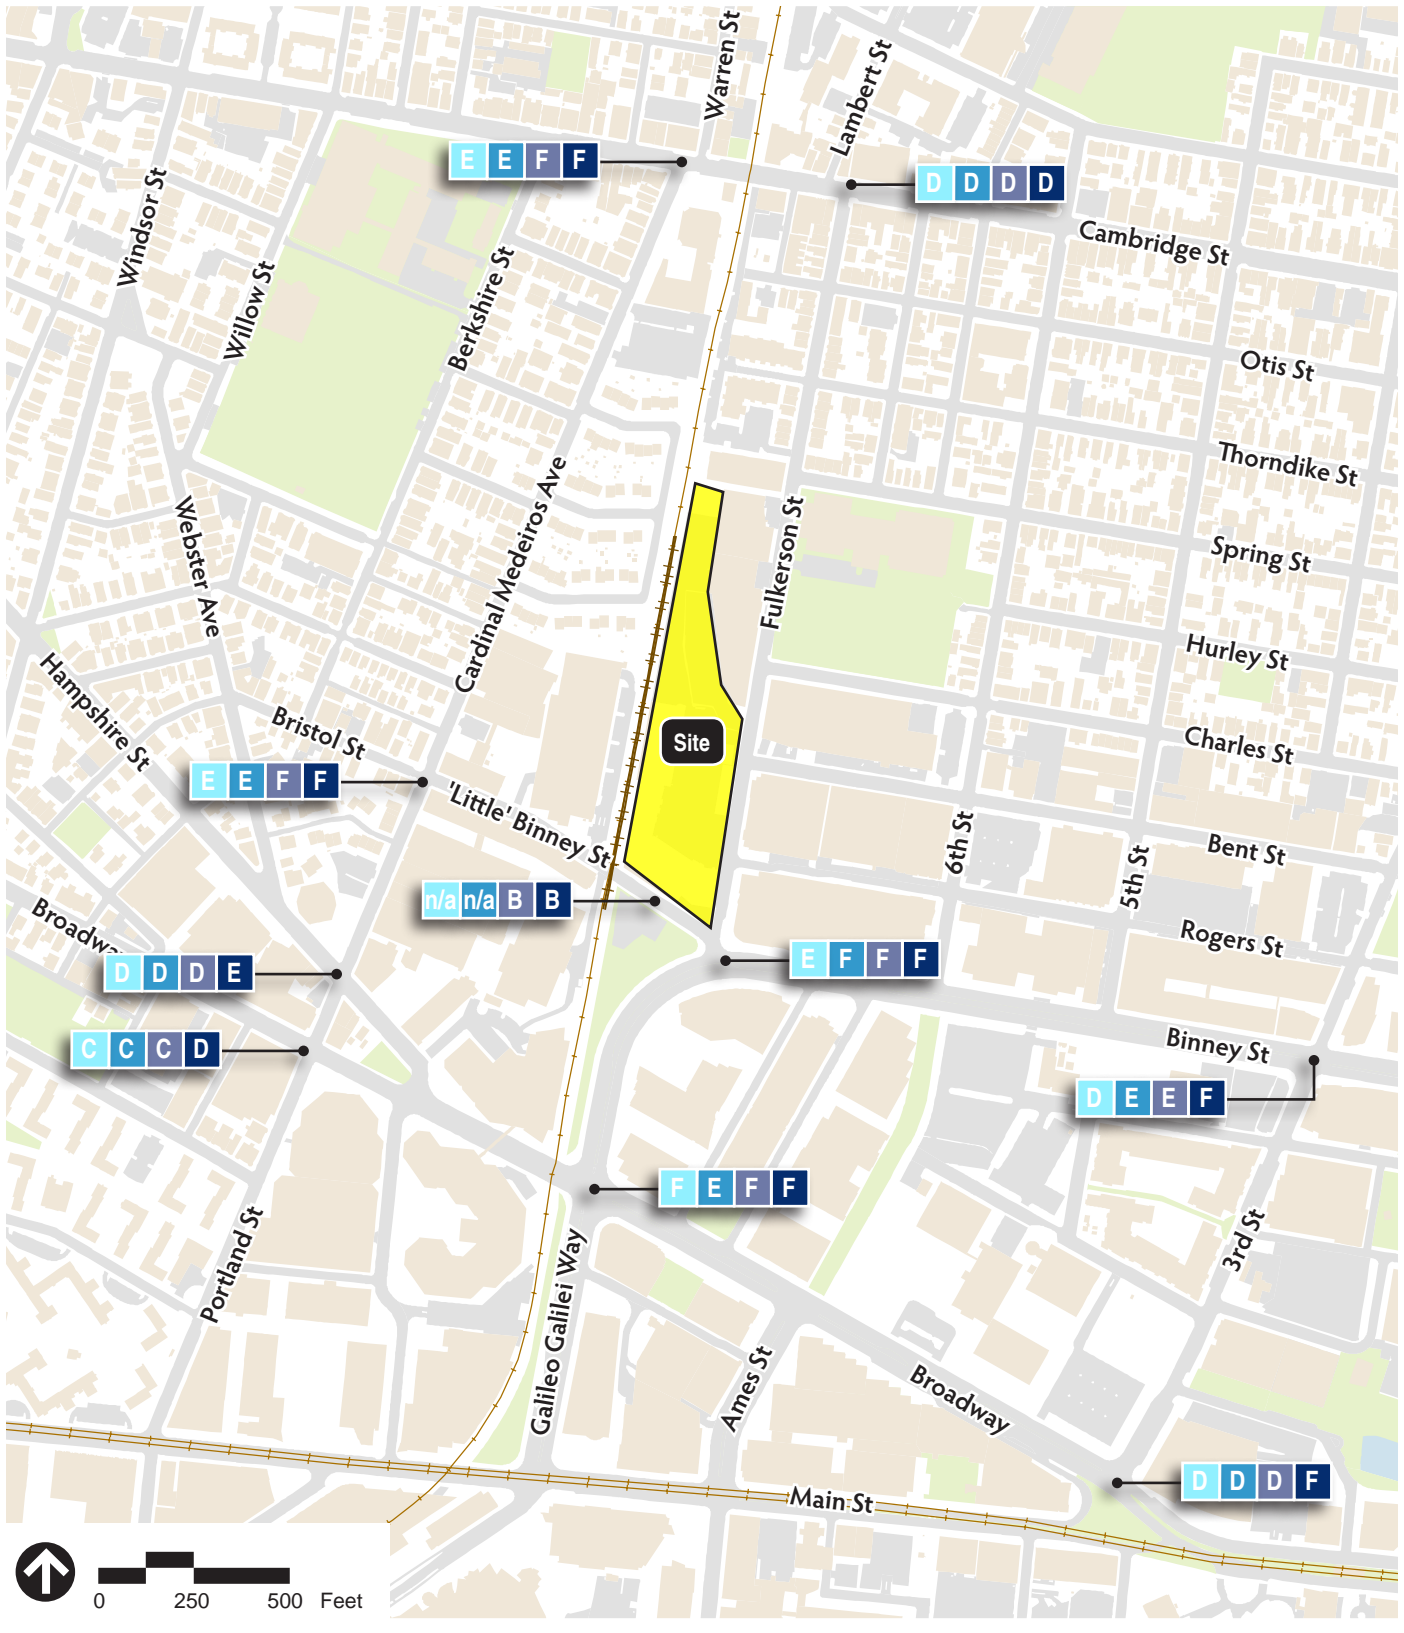 Warren St
Lambert St
E E F F
D D D D
Windsor St
Cambridge St
Willow St
Berkshire St
Otis St
Thorndike St
Cardinal Medeiros Ave
Webster Ave
Fulkerson St
Spring St
Hurley St
Hampshire St
Bristol St
Site
Charles St
E E F F
'Little' Binney St
6th St
Bent St
5th St
n/a n/a B B
Broadway
Rogers St
D D D E
E F F F
C C C D
Binney St
D E E F
F E F F
Portland St
3rd St
Galileo Galilei Way
Ames St
Broadway
D D D F
Main St
0 250 500 Feet